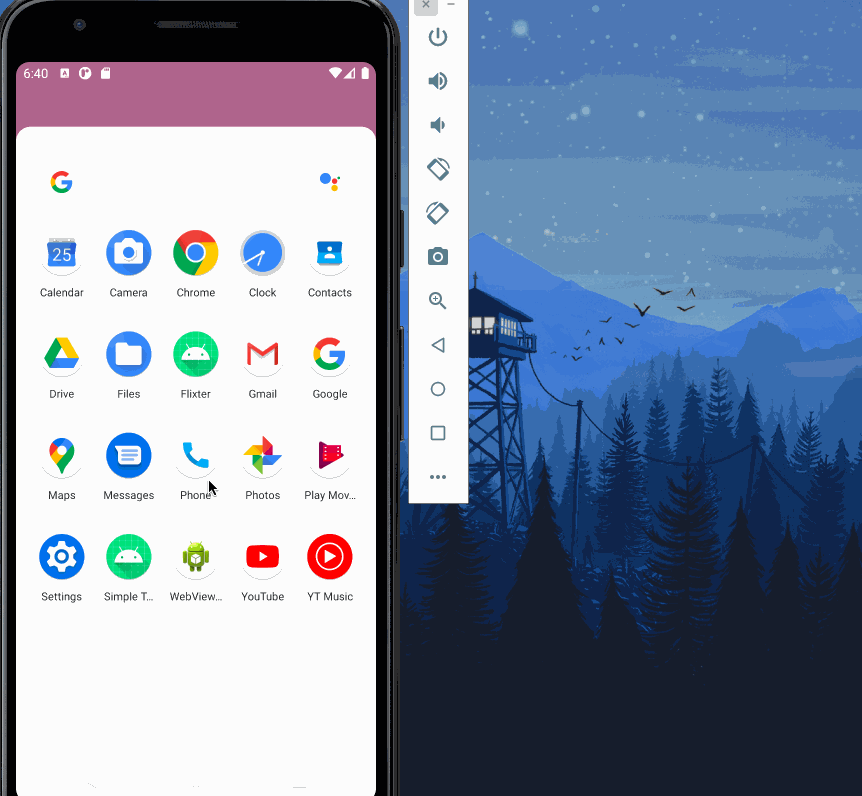 6:40
25
Calendar Camera Chrome Clock Contacts
Drive Files Flixter Gmail Google
Maps Messages Phone Photos Play Mov...
Settings Simple T... WebView... YouTube YT Music